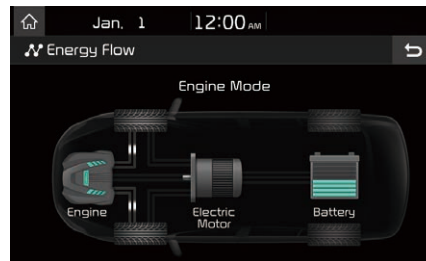 Jan. 1 12:00 AM
Energy Flow
Engine Mode
Engine
Electric
Motor
Battery